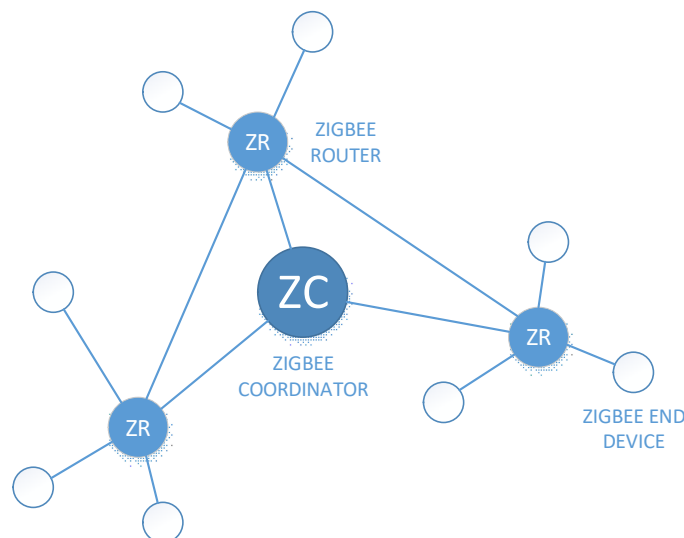 ZR
ZIGBEE
ROUTER
ZC
ZIGBEE
COORDINATOR
ZR
ZIGBEE END
DEVICE
ZR